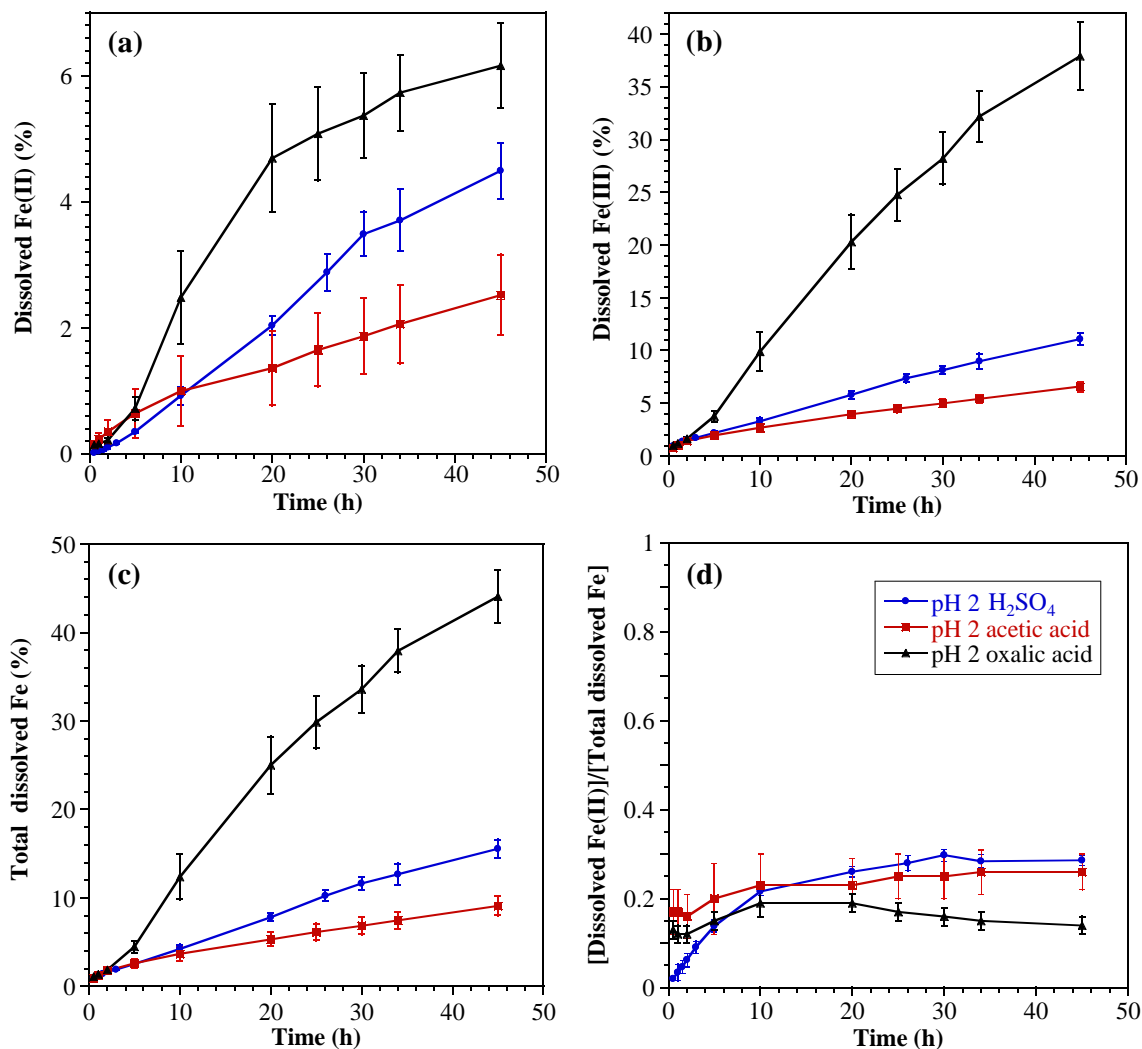 (a)
Dissolved Fe(II) (%)
6
4
2
0
0 10 20 30 40 50
Time (h)
(b)
Dissolved Fe(III) (%)
40
35
30
25
20
15
10
5
0
0 10 20 30 40 50
Time (h)
(c)
Total dissolved Fe (%)
50
40
30
20
10
0
0 10 20 30 40 50
Time (h)
(d)
[Dissolved Fe(II)]/[Total dissolved Fe]
1
0.8
0.6
0.4
0.2
0
pH 2 H₂SO₄
pH 2 acetic acid
pH 2 oxalic acid
0 10 20 30 40 50
Time (h)